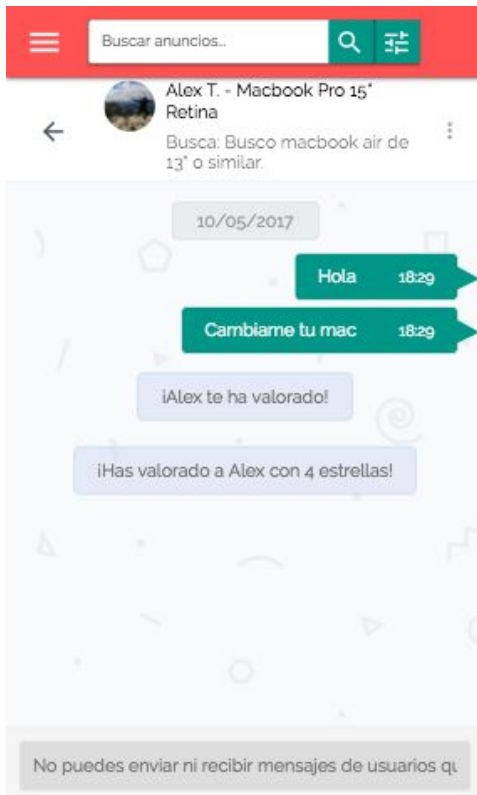 Buscar anuncios..
Alex T. - Macbook Pro 15"
Retina
Busca: Busco macbook air de
13" o similar.
10/05/2017
Hola 18:29
Cambiame tu mac 18:29
¡Alex te ha valorado!
¡Has valorado a Alex con 4 estrellas!
No puedes enviar ni recibir mensajes de usuarios